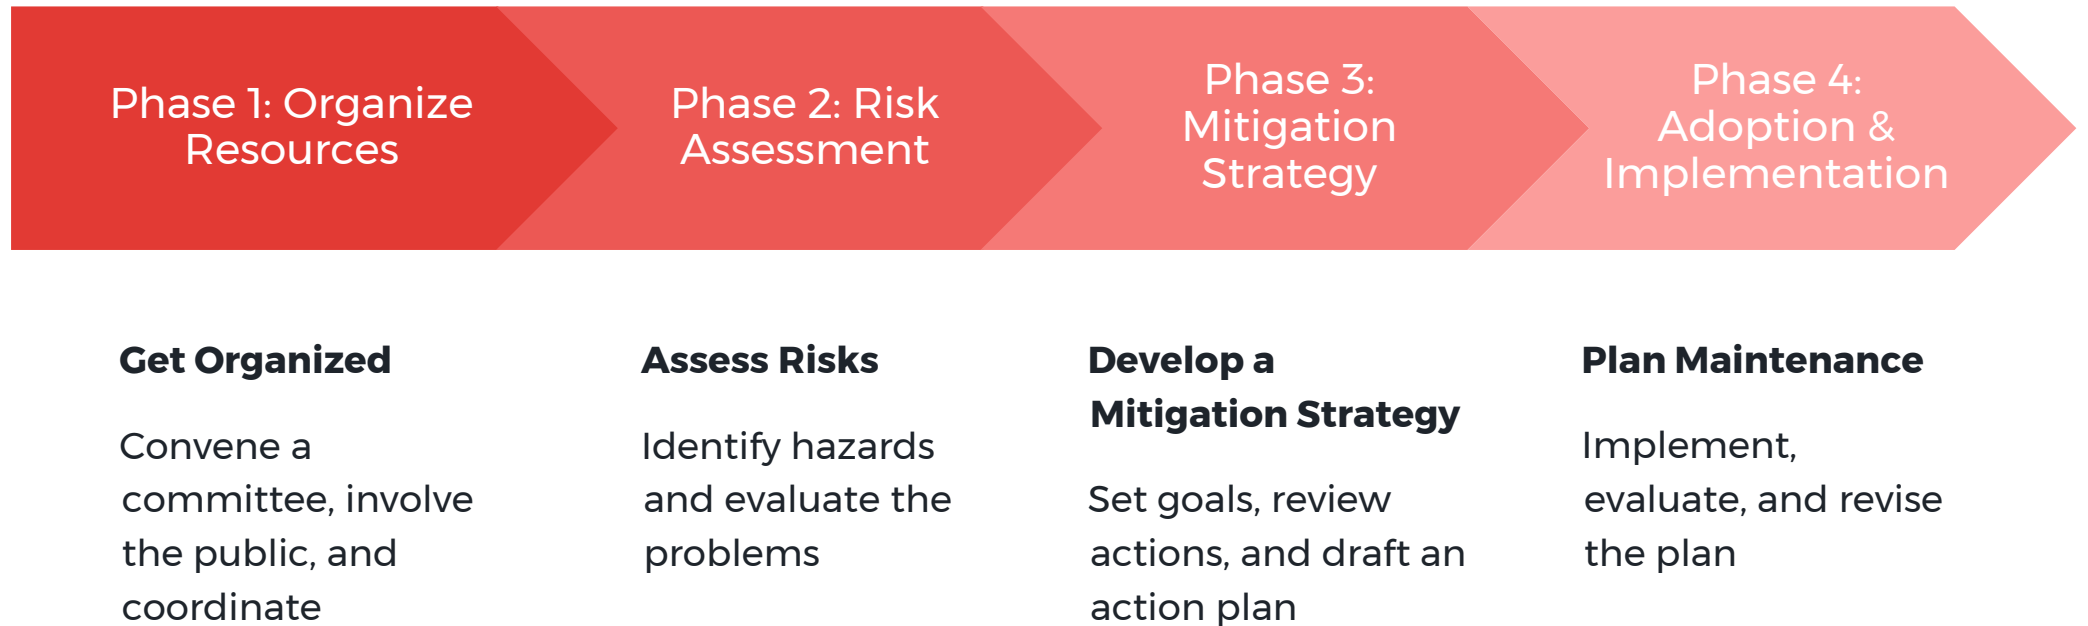 Phase 1: Organize
Resources
Phase 2: Risk
Assessment
Phase 3:
Mitigation
Strategy
Phase 4:
Adoption &
Implementation
Get Organized
Convene a
committee, involve
the public, and
coordinate
Assess Risks
Identify hazards
and evaluate the
problems
Develop a
Mitigation Strategy
Set goals, review
actions, and draft an
action plan
Plan Maintenance
Implement,
evaluate, and revise
the plan